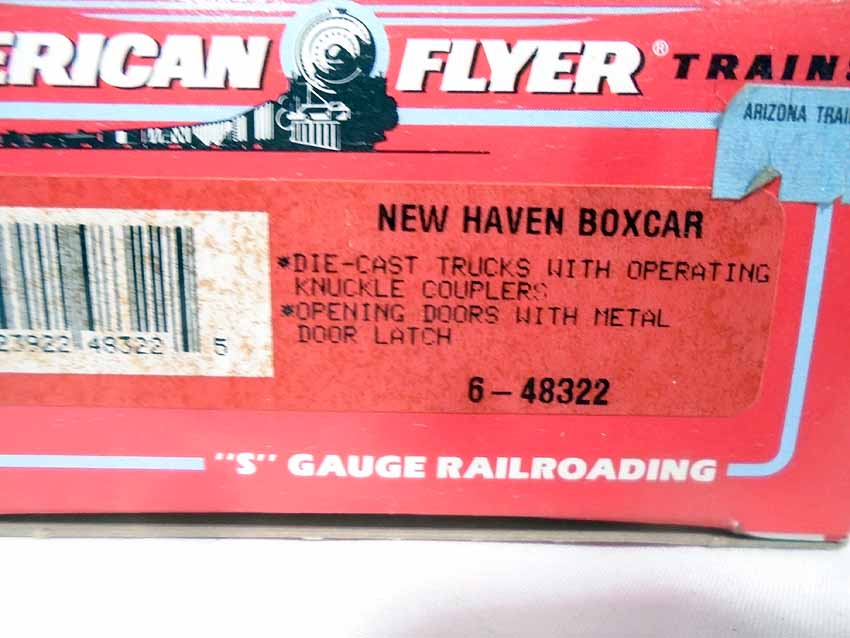 ERICAN FLYER® TRAINS
ARIZONA TRAI
NEW HAVEN BOXCAR
*DIE-CAST TRUCKS WITH OPERATING
KNUCKLE COUPLERS
*OPENING DOORS WITH METAL
DOOR LATCH
23922 48322 5
6-48322
"S" GAUGE RAILROADING